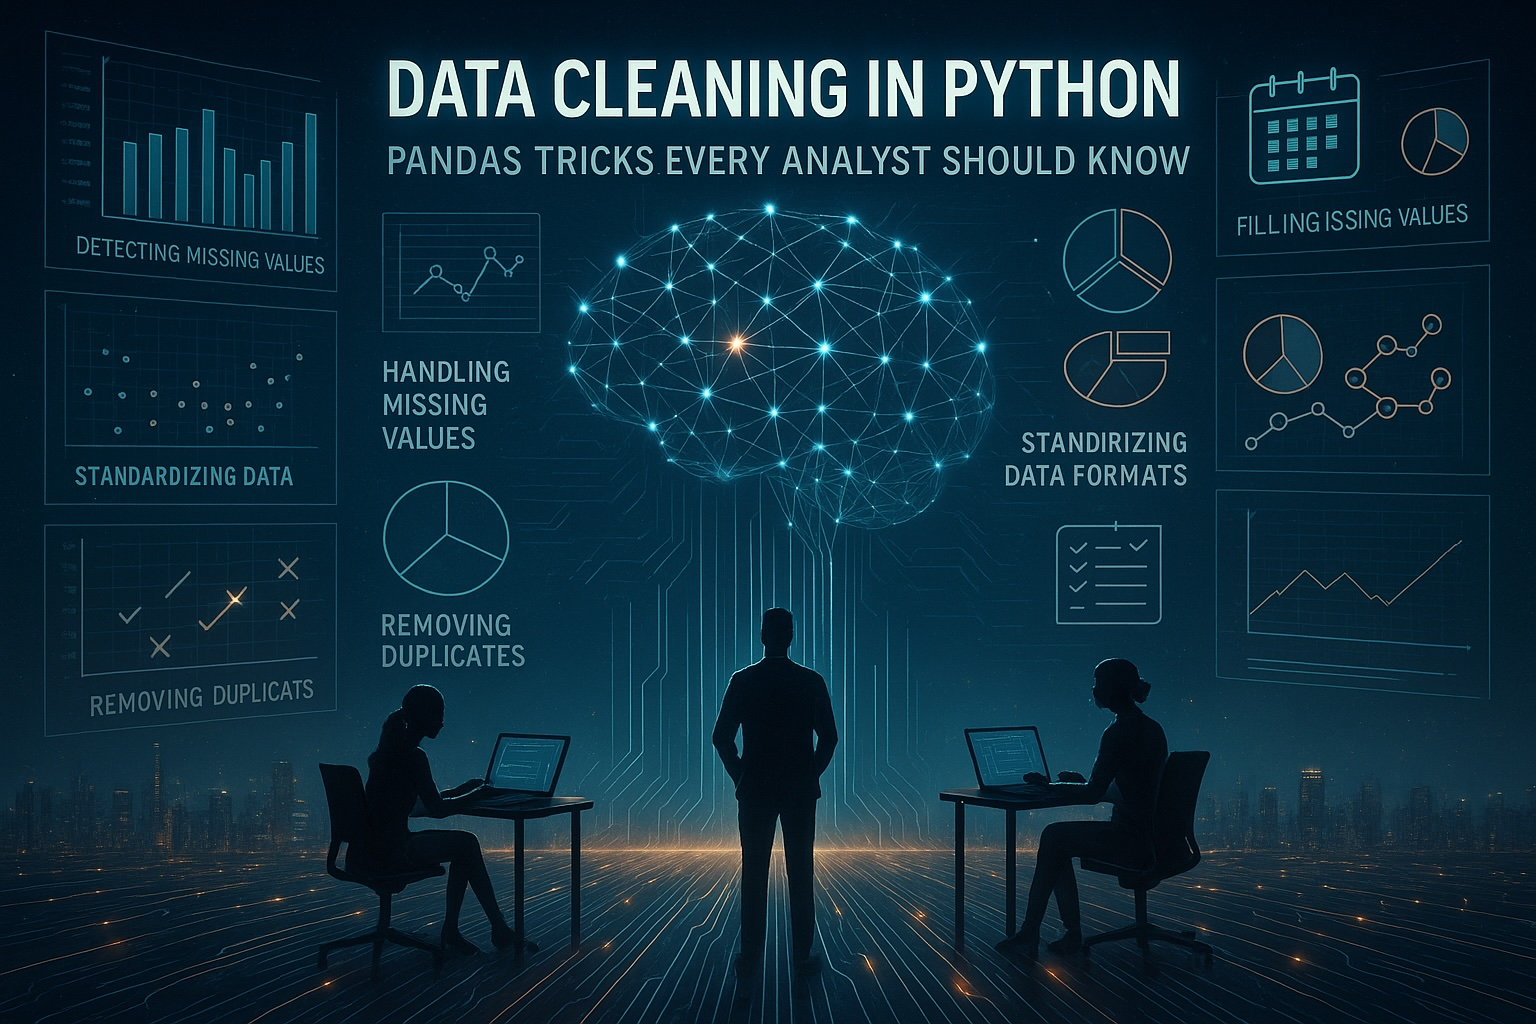 DATA CLEANING IN PYTHON
PANDAS TRICKS EVERY ANALYST SHOULD KNOW
DETECTING MISSING VALUES
STANDARDIZING DATA
REMOVING DUPLICATS
HANDLING
MISSING
VALUES
REMOVING
DUPLICATES
STANDIRIZING
DATA FORMATS
FILLING ISSING VALUES